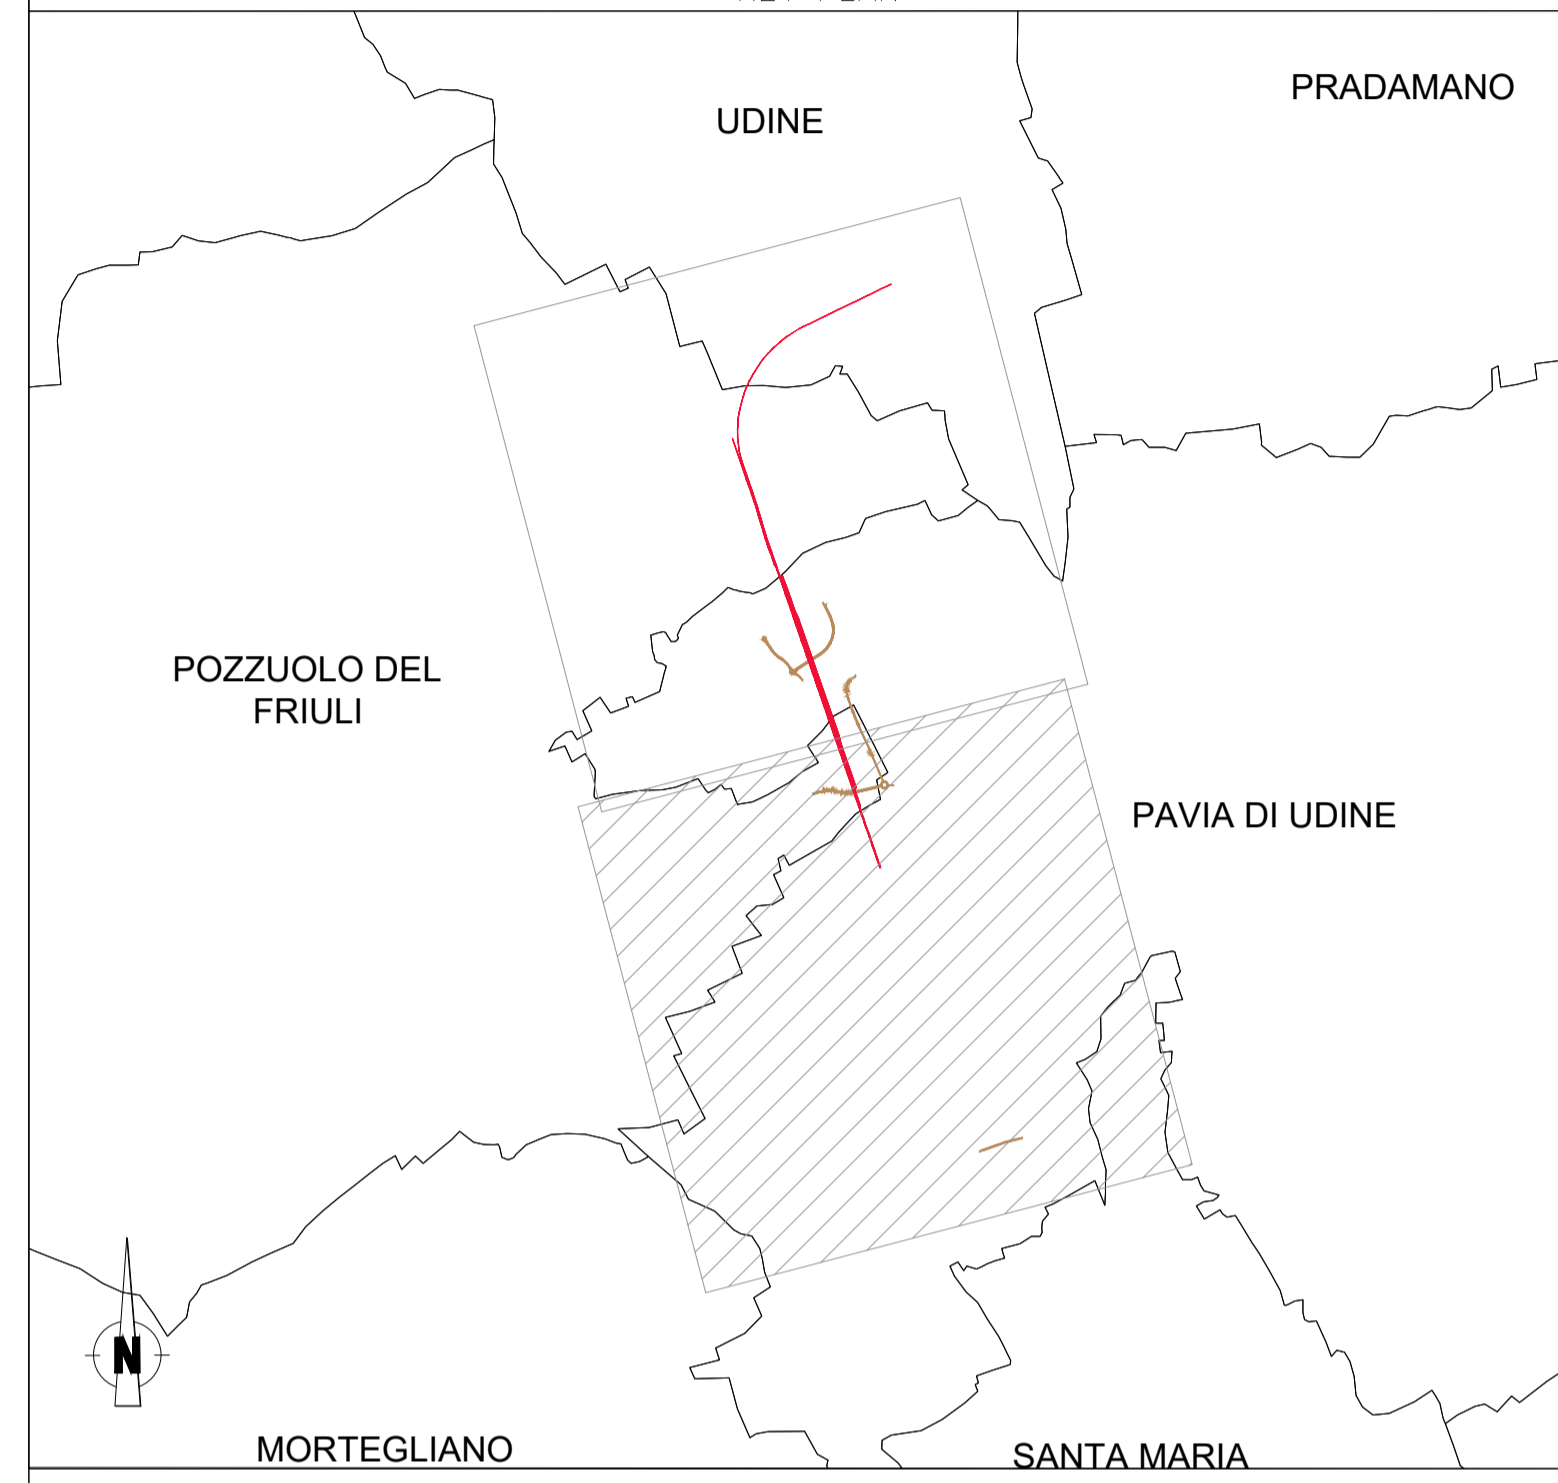 UDINE
PRADAMANO
POZZUOLO DEL
FRIULI
PAVIA DI UDINE
N
MORTEGLIANO
SANTA MARIA